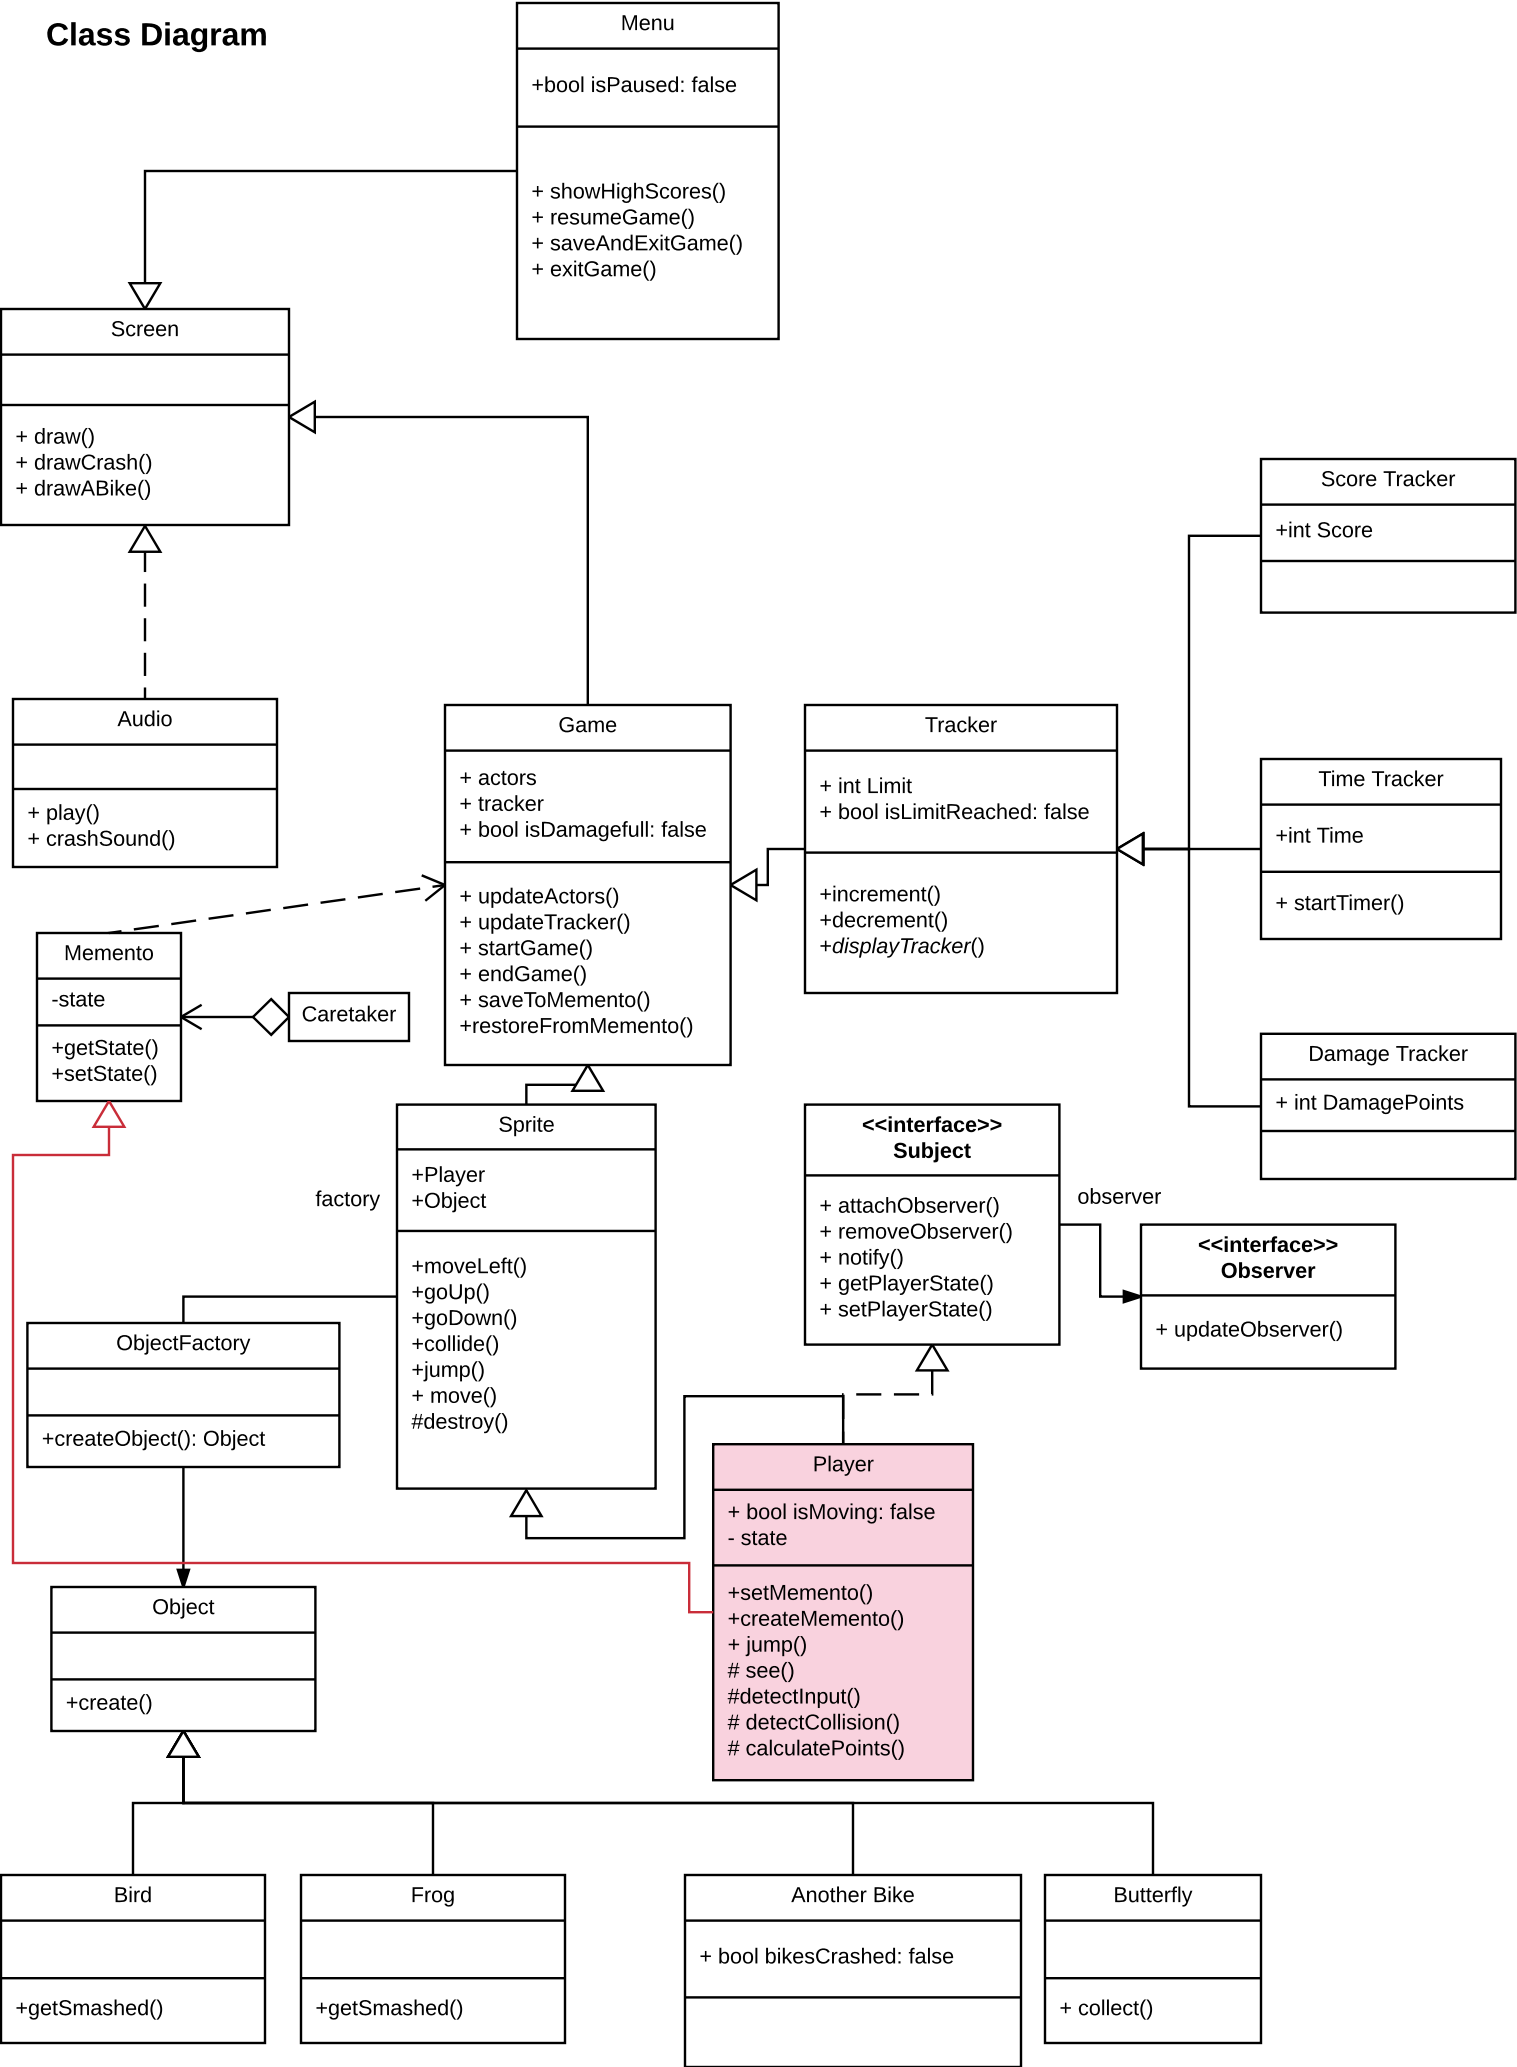 Class Diagram
Menu
+bool isPaused: false
+ showHighScores()
+ resumeGame()
+ saveAndExitGame()
+ exitGame()
Screen
+ draw()
+ drawCrash()
+ drawABike()
Score Tracker
+int Score
Audio
+ play()
+ crashSound()
Game
+ actors
+ tracker
+ bool isDamagefull: false
+ updateActors()
+ updateTracker()
+ startGame()
+ endGame()
+ saveToMemento()
+restoreFromMemento()
Tracker
+ int Limit
+ bool isLimitReached: false
+increment()
+decrement()
+displayTracker()
Time Tracker
+int Time
+ startTimer()
Memento
-state
+getState()
+setState()
Caretaker
Damage Tracker
+ int DamagePoints
Sprite
+Player
+Object
+moveLeft()
+goUp()
+goDown()
+collide()
+jump()
+ move()
#destroy()
factory
<<interface>>
Subject
+ attachObserver()
+ removeObserver()
+ notify()
+ getPlayerState()
+ setPlayerState()
observer
<<interface>>
Observer
+ updateObserver()
ObjectFactory
+createObject(): Object
Player
+ bool isMoving: false
- state
+setMemento()
+createMemento()
+ jump()
# see()
#detectInput()
# detectCollision()
# calculatePoints()
Object
+create()
Bird
+getSmashed()
Frog
+getSmashed()
Another Bike
+ bool bikesCrashed: false
Butterfly
+ collect()